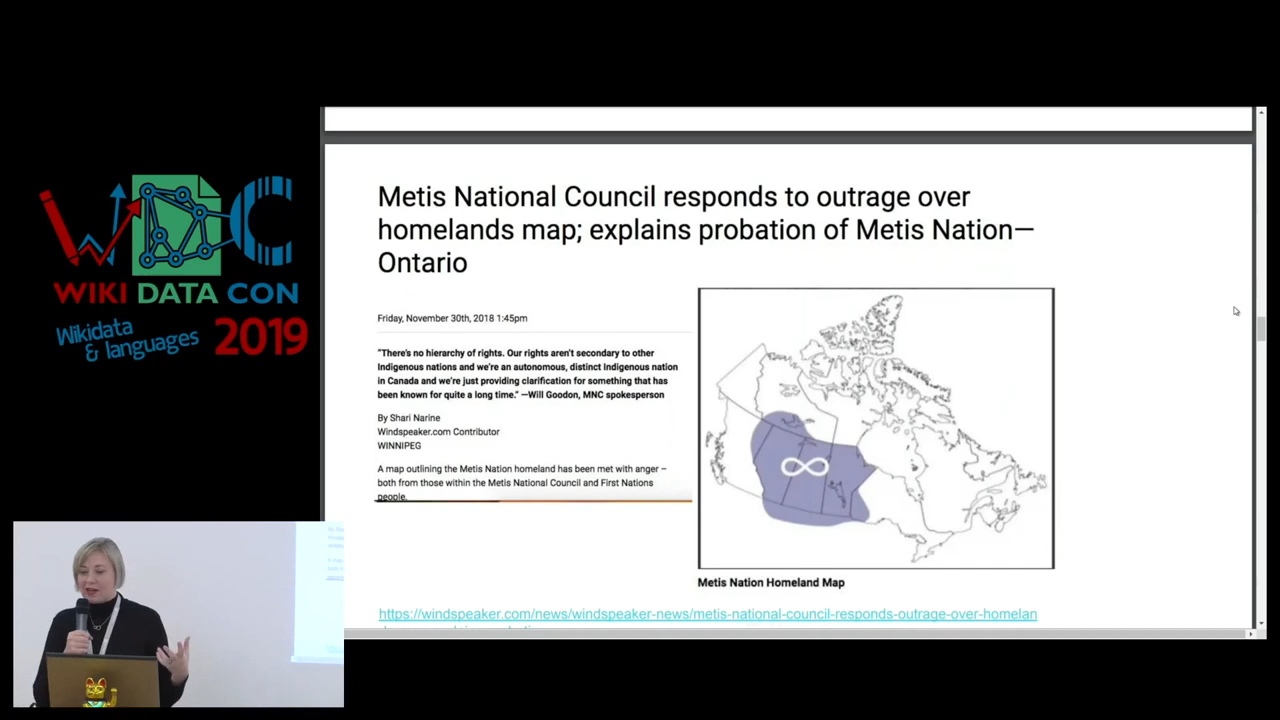 WIKI DATA CON
Wikidata
& languages
2019
Metis National Council responds to outrage over
homelands map; explains probation of Metis Nation—
Ontario
Friday, November 30th, 2018 1:45pm
"There's no hierarchy of rights. Our rights aren't secondary to other
Indigenous nations and we're an autonomous, distinct Indigenous nation
in Canada and we're just providing clarification for something that has
been known for quite a long time." —Will Goodon, MNC spokesperson
By Shari Narine
Windspeaker.com Contributor
WINNIPEG
A map outlining the Metis Nation homeland has been met with anger –
both from those within the Metis National Council and First Nations
people.
Metis Nation Homeland Map
https://windspeaker.com/news/windspeaker-news/metis-national-council-responds-outrage-over-homelan